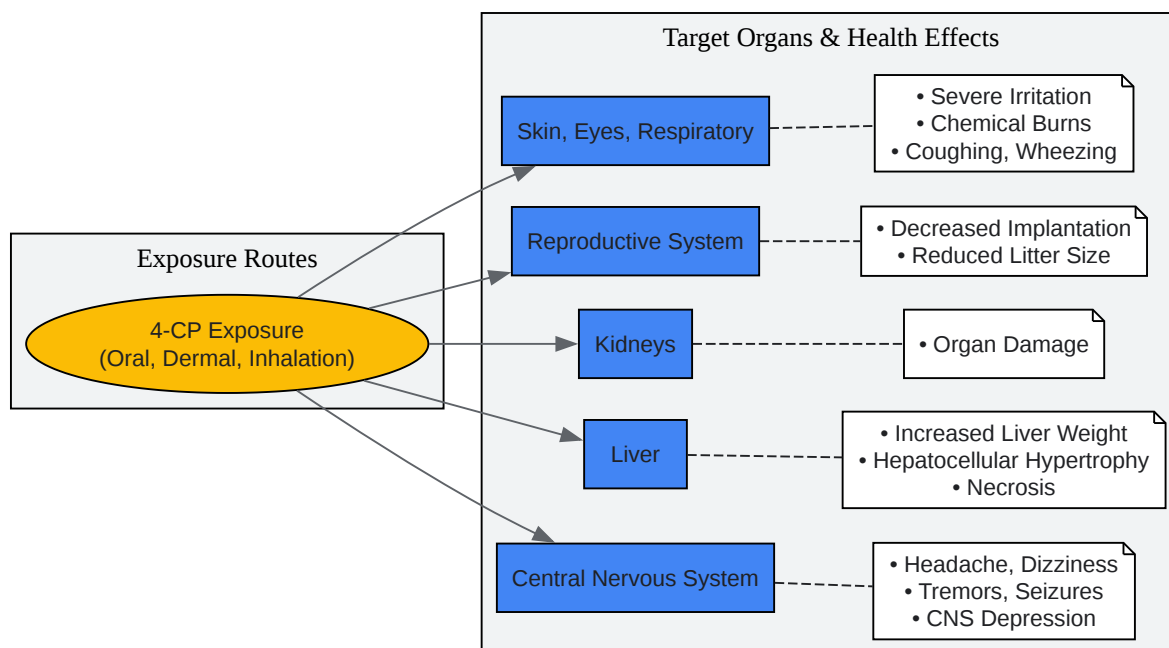 Target Organs & Health Effects
Skin, Eyes, Respiratory
• Severe Irritation
• Chemical Burns
• Coughing, Wheezing
Reproductive System
• Decreased Implantation
• Reduced Litter Size
Exposure Routes
4-CP Exposure
(Oral, Dermal, Inhalation)
Kidneys
• Organ Damage
Liver
• Increased Liver Weight
• Hepatocellular Hypertrophy
• Necrosis
Central Nervous System
• Headache, Dizziness
• Tremors, Seizures
• CNS Depression